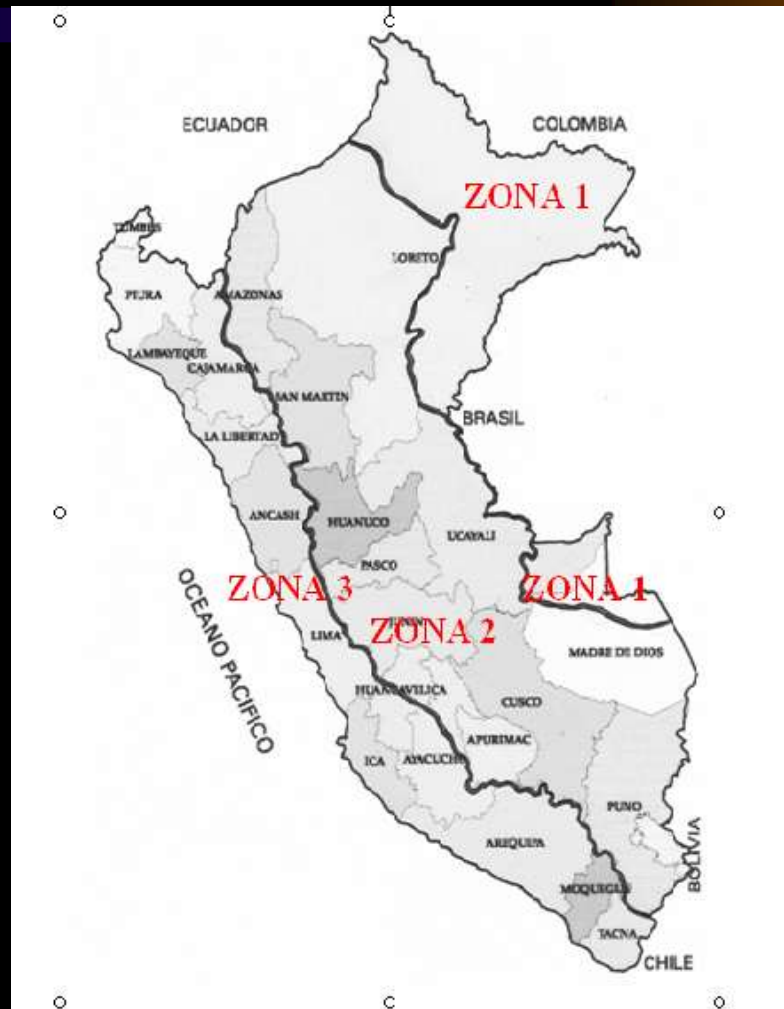 ECUADOR
COLOMBIA
ZONA 1
TUMBES
LORETO
PIURA
AMAZONAS
LAMBAYEQUE
CAJAMARCA
SAN MARTIN
BRASIL
LA LIBERTAD
ANCASH
HUANUCO
UCAYALI
PASCO
OCEANO PACIFICO
ZONA 3
ZONA 1
JUNIN
ZONA 2
LIMA
MADRE DE DIOS
HUANCAVILICA
CUSCO
APURIMAC
ICA
AYACUCHO
PUNO
AREQUIPA
BOLIVIA
MOQUEGUA
TACNA
CHILE